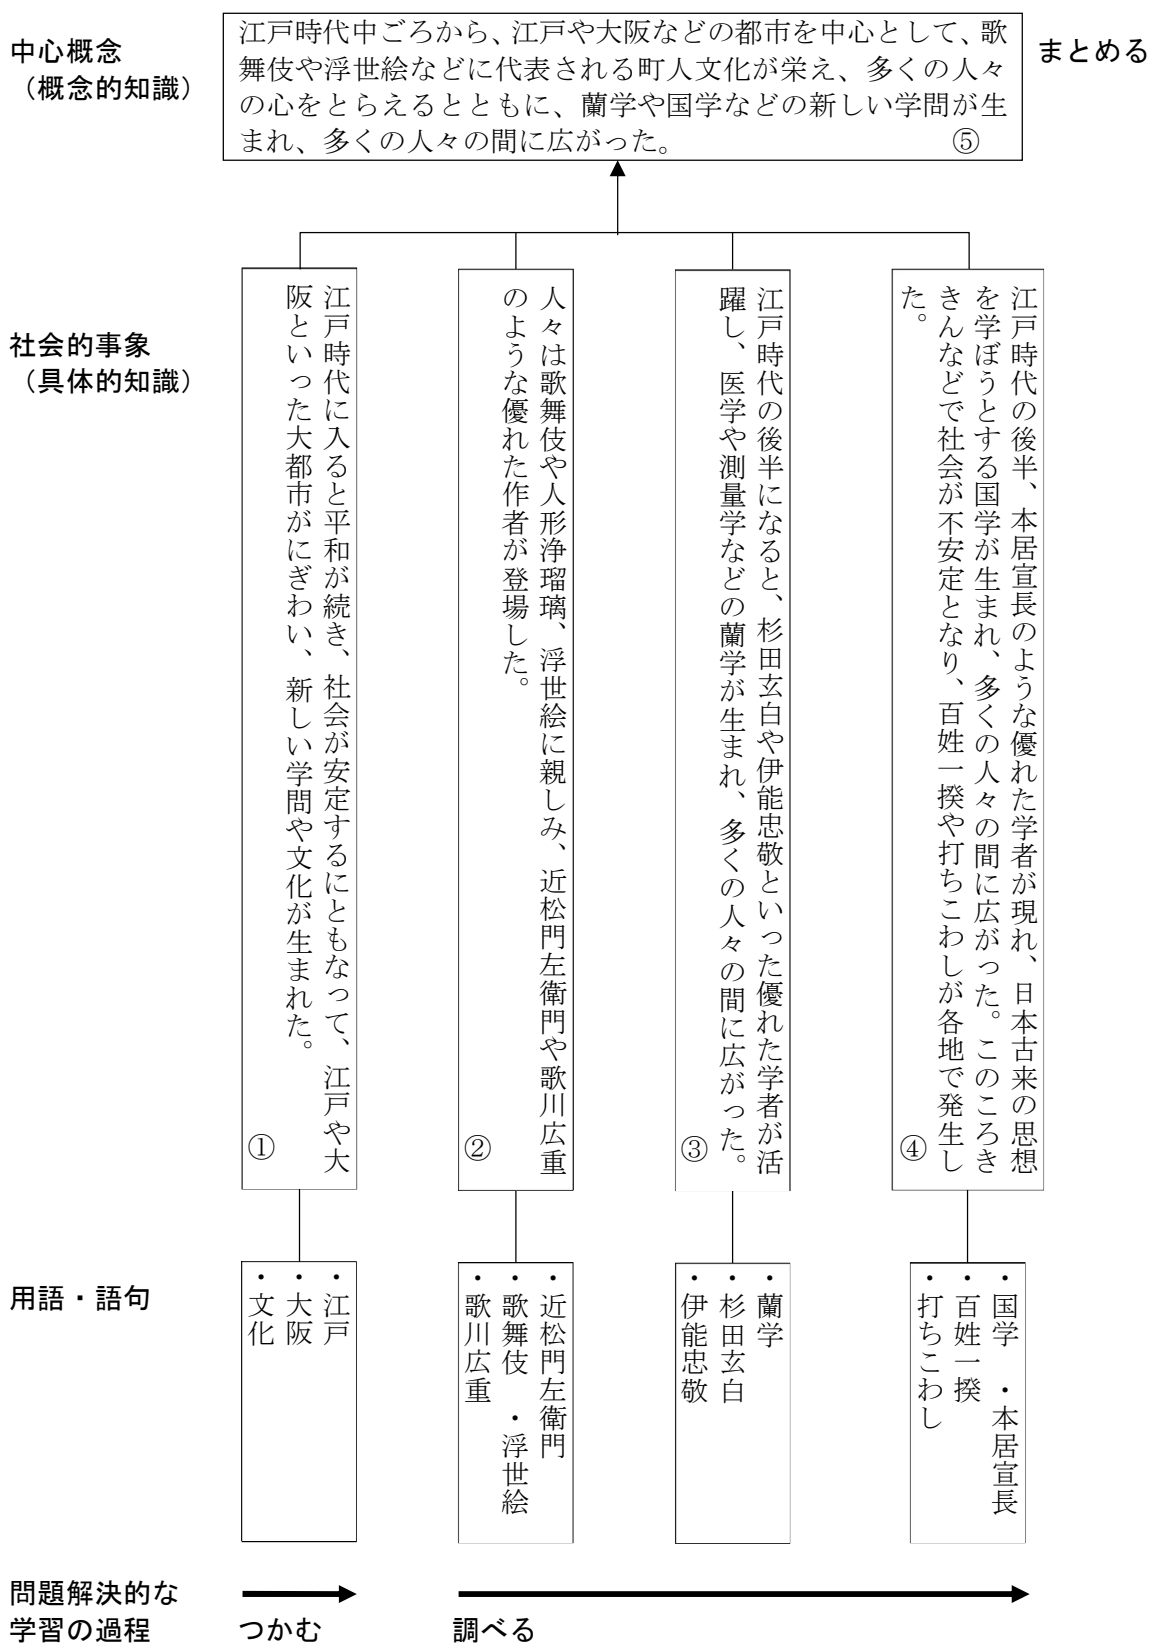 中心概念
（概念的知識）
江戸時代中ごろから、江戸や大阪などの都市を中心として、歌
舞伎や浮世絵などに代表される町人文化が栄え、多くの人々
の心をとらえるとともに、蘭学や国学などの新しい学問が生
まれ、多くの人々の間に広がった。 ⑤
まとめる
社会的事象
（具体的知識）
江戸時代に入ると平和が続き、社会が安定するにともなって、江戸や大
阪といった大都市がにぎわい、新しい学問や文化が生まれた。
①
人々は歌舞伎や人形浄瑠璃、浮世絵に親しみ、近松門左衛門や歌川広重
のような優れた作者が登場した。
②
江戸時代の後半になると、杉田玄白や伊能忠敬といった優れた学者が活
躍し、医学や測量学などの蘭学が生まれ、多くの人々の間に広がった。
③
江戸時代の後半、本居宣長のような優れた学者が現れ、日本古来の思想
を学ぼうとする国学が生まれ、多くの人々の間に広がった。このころき
きんなどで社会が不安定となり、百姓一揆や打ちこわしが各地で発生し
た。
④
用語・語句
・江戸
・大阪
・文化
・近松門左衛門
・歌舞伎 ・浮世絵
・歌川広重
・蘭学
・杉田玄白
・伊能忠敬
・国学 ・本居宣長
・百姓一揆
・打ちこわし
問題解決的な
学習の過程
つかむ
調べる